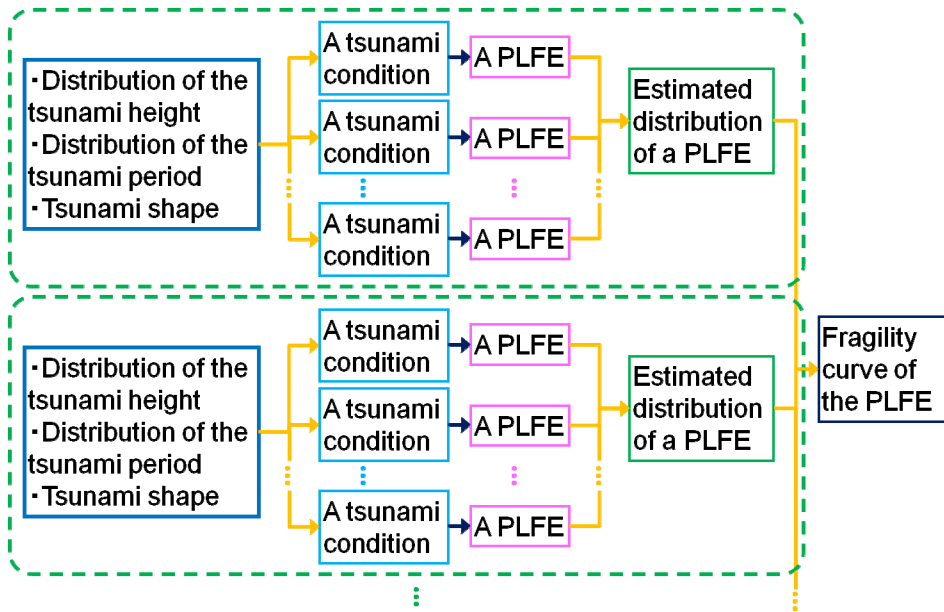 ・Distribution of the
tsunami height
・Distribution of the
tsunami period
・Tsunami shape
A tsunami
condition
A PLFE
A tsunami
condition
A PLFE
A tsunami
condition
A PLFE
Estimated
distribution
of a PLFE
・Distribution of the
tsunami height
・Distribution of the
tsunami period
・Tsunami shape
A tsunami
condition
A PLFE
A tsunami
condition
A PLFE
A tsunami
condition
A PLFE
Estimated
distribution
of a PLFE
Fragility
curve of
the PLFE